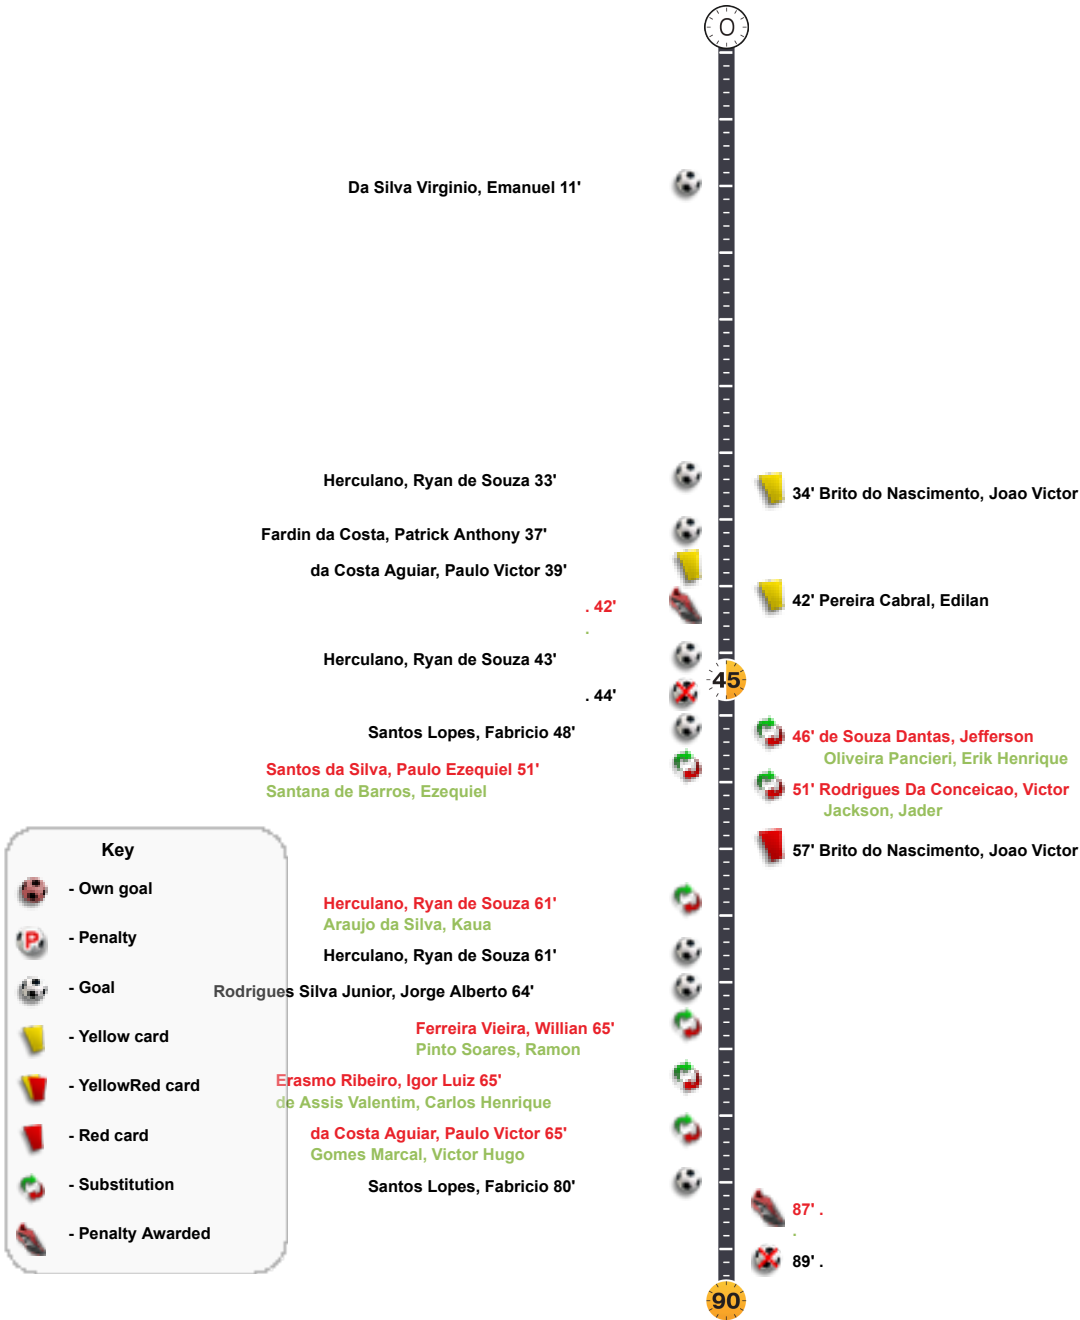 0
Da Silva Virginio, Emanuel 11'
Herculano, Ryan de Souza 33'
34' Brito do Nascimento, Joao Victor
Fardin da Costa, Patrick Anthony 37'
da Costa Aguiar, Paulo Victor 39'
42' Pereira Cabral, Edilan
. 42'
.
Herculano, Ryan de Souza 43'
45
. 44'
Santos Lopes, Fabricio 48'
46' de Souza Dantas, Jefferson
Oliveira Pancieri, Erik Henrique
Santos da Silva, Paulo Ezequiel 51'
Santana de Barros, Ezequiel
51' Rodrigues Da Conceicao, Victor
Jackson, Jader
57' Brito do Nascimento, Joao Victor
Key
- Own goal
- Penalty
P
- Goal
- Yellow card
- YellowRed card
- Red card
- Substitution
- Penalty Awarded
Herculano, Ryan de Souza 61'
Araujo da Silva, Kaua
Herculano, Ryan de Souza 61'
Rodrigues Silva Junior, Jorge Alberto 64'
Ferreira Vieira, Willian 65'
Pinto Soares, Ramon
Erasmo Ribeiro, Igor Luiz 65'
de Assis Valentim, Carlos Henrique
da Costa Aguiar, Paulo Victor 65'
Gomes Marcal, Victor Hugo
Santos Lopes, Fabricio 80'
87' .
.
89' .
90